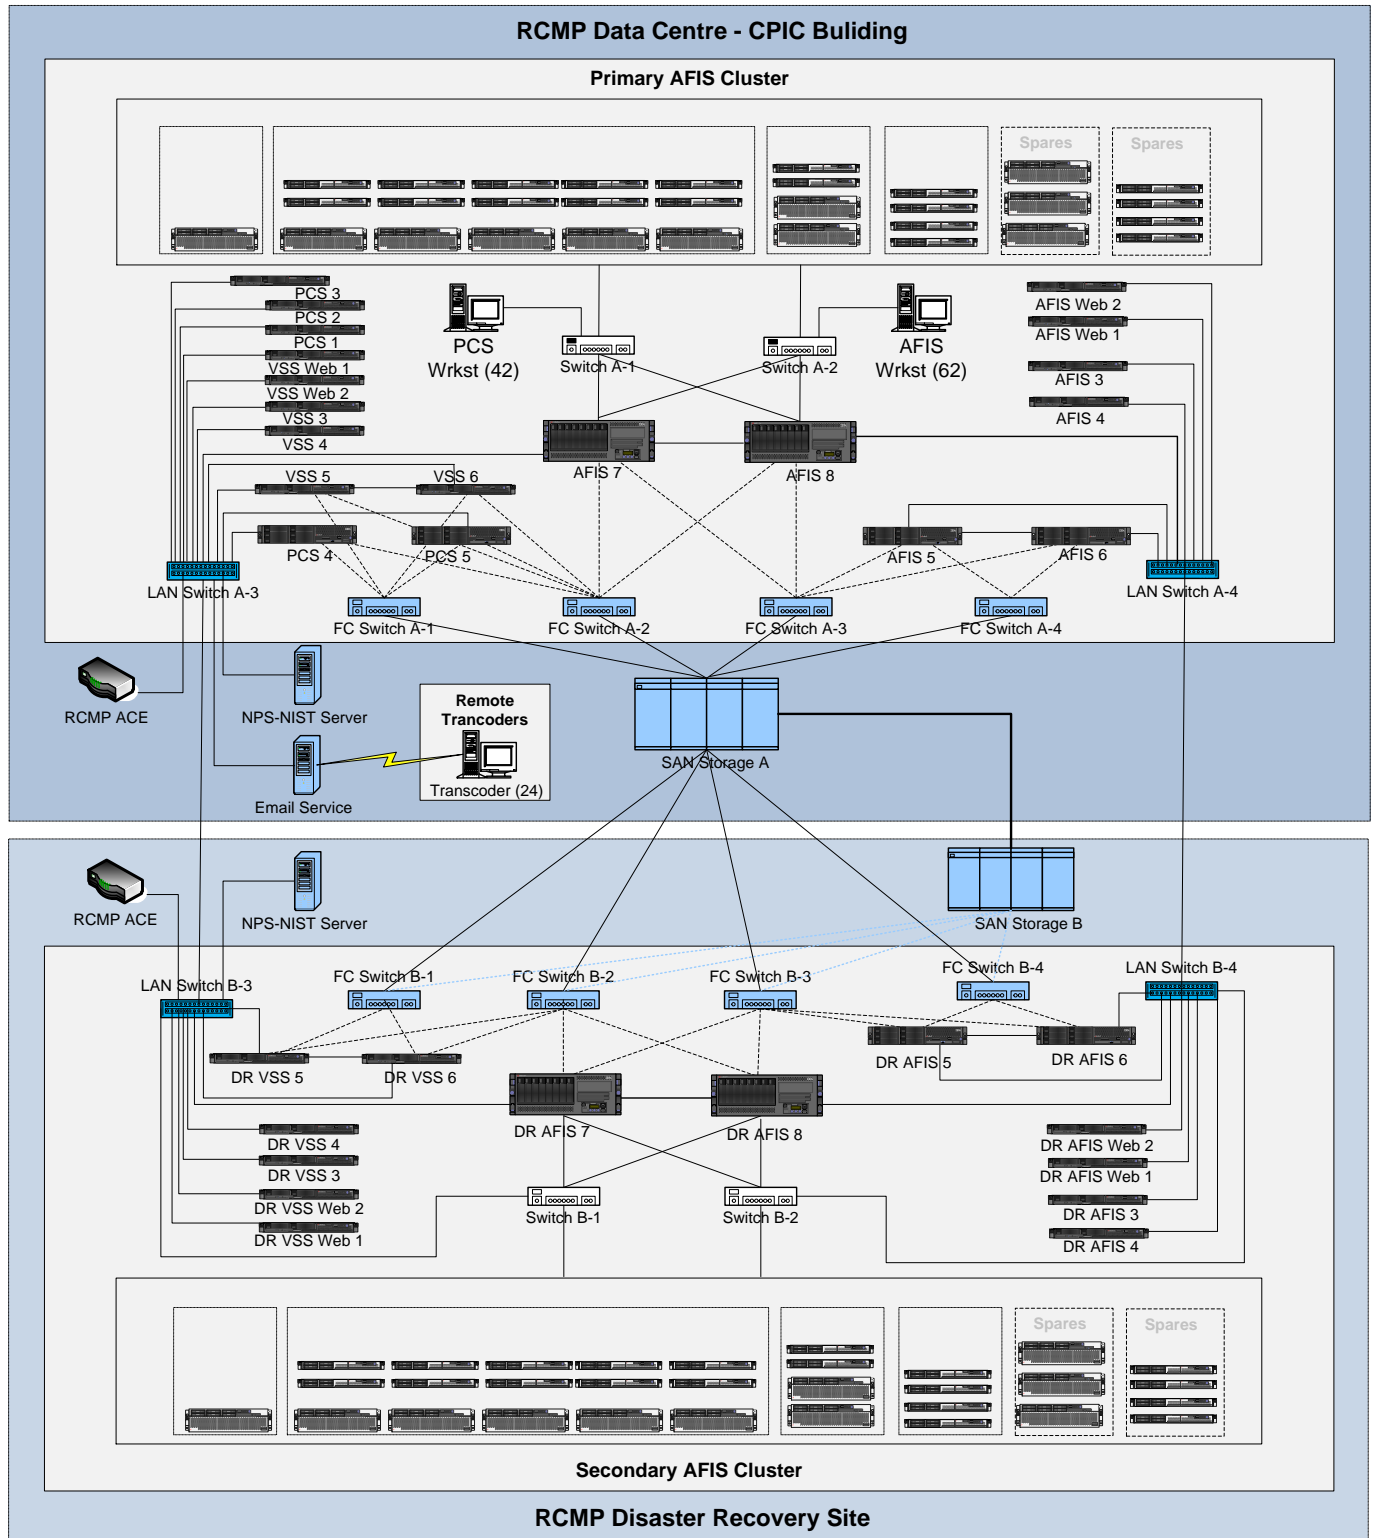 RCMP Data Centre - CPIC Buliding
Primary AFIS Cluster
Spares
Spares
PCS 3
PCS 2
PCS 1
VSS Web 1
VSS Web 2
VSS 3
VSS 4
PCS
Wrkst (42)
Switch A-1
Switch A-2
AFIS
Wrkst (62)
AFIS Web 2
AFIS Web 1
AFIS 3
AFIS 4
AFIS 7
AFIS 8
VSS 5
VSS 6
PCS 4
PCS 5
AFIS 5
AFIS 6
LAN Switch A-3
LAN Switch A-4
FC Switch A-1
FC Switch A-2
FC Switch A-3
FC Switch A-4
RCMP ACE
NPS-NIST Server
Remote
Trancoders
Transcoder (24)
Email Service
SAN Storage A
RCMP ACE
NPS-NIST Server
SAN Storage B
LAN Switch B-3
FC Switch B-1
FC Switch B-2
FC Switch B-3
FC Switch B-4
LAN Switch B-4
DR VSS 5
DR VSS 6
DR AFIS 5
DR AFIS 6
DR AFIS 7
DR AFIS 8
DR VSS 4
DR VSS 3
DR VSS Web 2
DR VSS Web 1
DR AFIS Web 2
DR AFIS Web 1
DR AFIS 3
DR AFIS 4
Switch B-1
Switch B-2
Spares
Spares
Secondary AFIS Cluster
RCMP Disaster Recovery Site